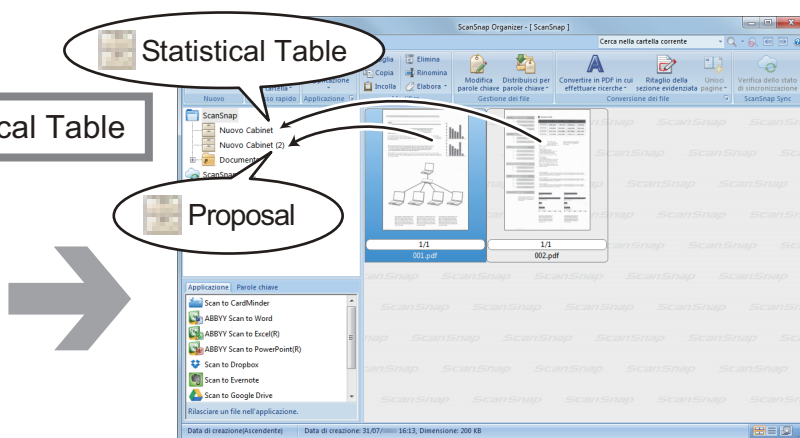 ScanSnap Organizer - [ ScanSnap ]
Cerca nella cartella corrente
Statistical Table
Elimina
Copia
Rinomina
Incolla
Elabora
Modifica parole chiave
Distribuito per parole chiave
Convertire in PDF in cui effettuare ricerche
Ritaglio della sezione evidenziata
Unisci pagine
Verifica dello stato di sincronizzazione
Nuovo
Applicazione
Gestione dei file
Conversione dei file
ScanSnap Sync
cal Table
ScanSnap
Nuovo Cabinet
Nuovo Cabinet (2)
Proposal
1/1
001.pdf
1/1
002.pdf
Applicazione
Parole chiave
Scan to CardMinder
ABBYY Scan to Word
ABBYY Scan to Excel(R)
ABBYY Scan to PowerPoint(R)
Scan to Dropbox
Scan to Evernote
Scan to Google Drive
Rilasciare un file nell'applicazione.
Data di creazione(Ascendente)
Data di creazione: 31/07/ 16:13, Dimensione: 200 KB